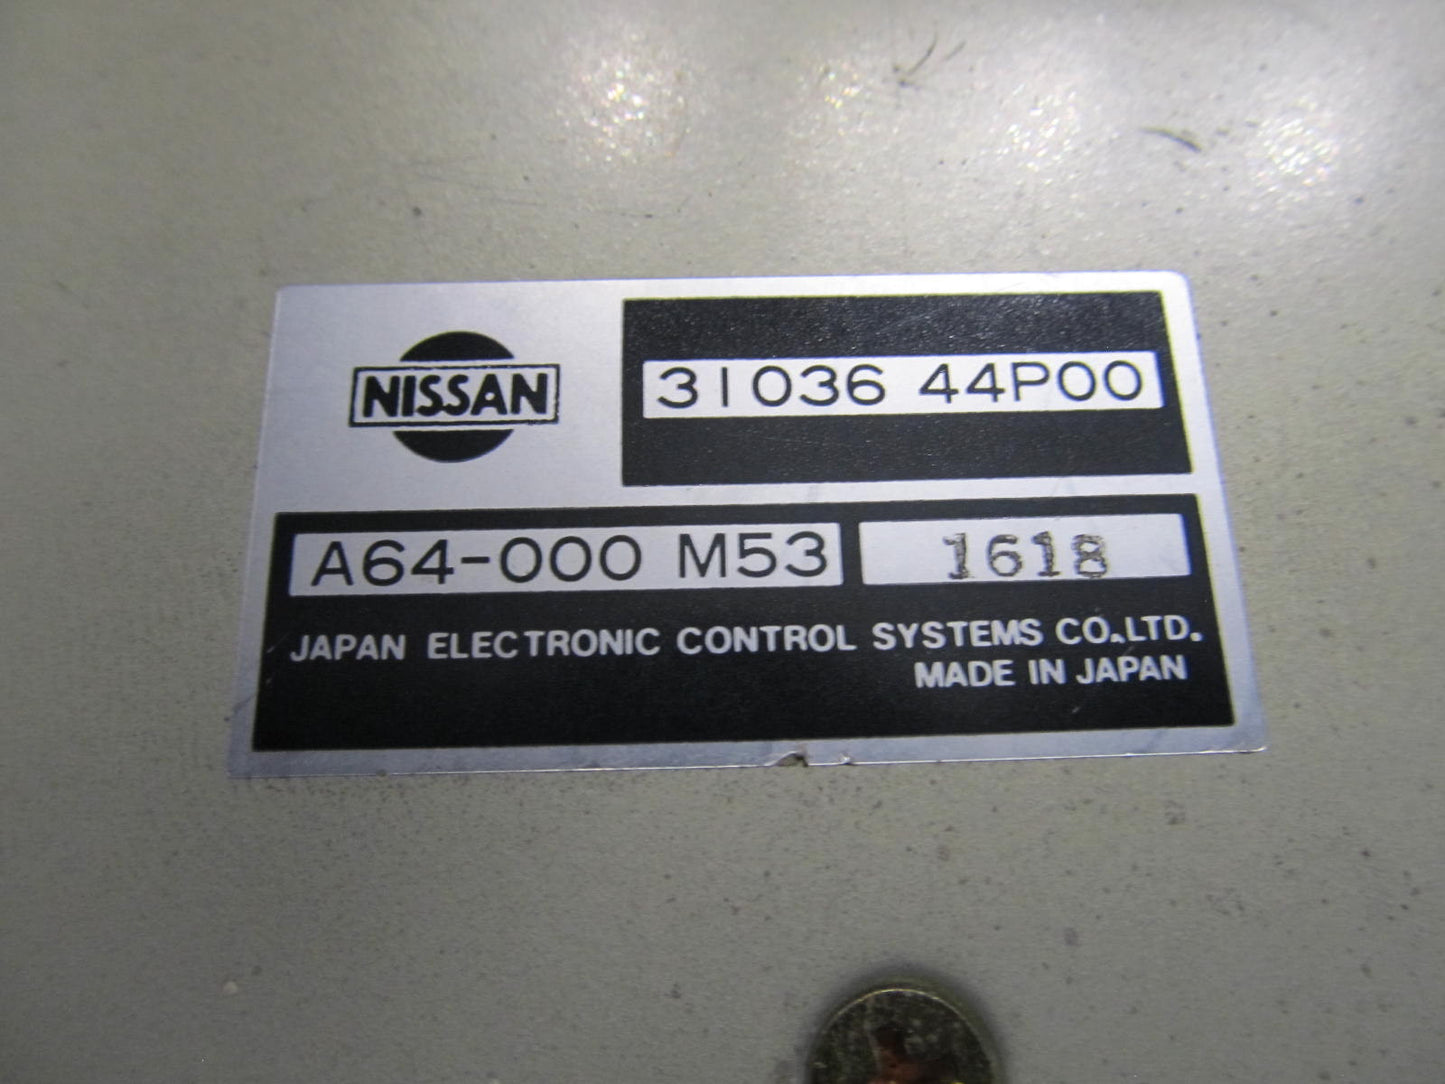 NISSAN
31036 44P00
A64-000 M53 1618
JAPAN ELECTRONIC CONTROL SYSTEMS CO.,LTD.
MADE IN JAPAN